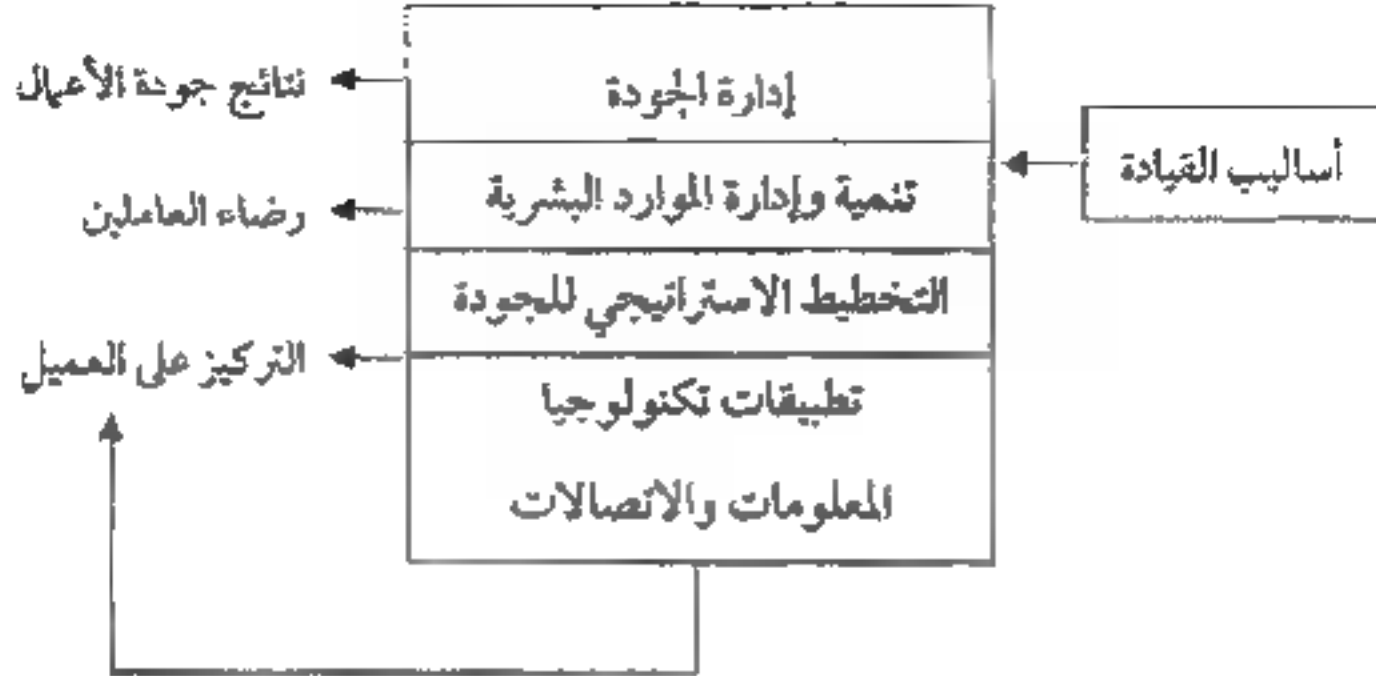 أساليب القيادة
إدارة الجودة
تنمية وإدارة الموارد البشرية
التخطيط الاستراتيجي للجودة
تطبيقات تكنولوجيا
المعلومات والاتصالات
نتائج جودة الأعمال
رضاء العاملين
التركيز على العميل